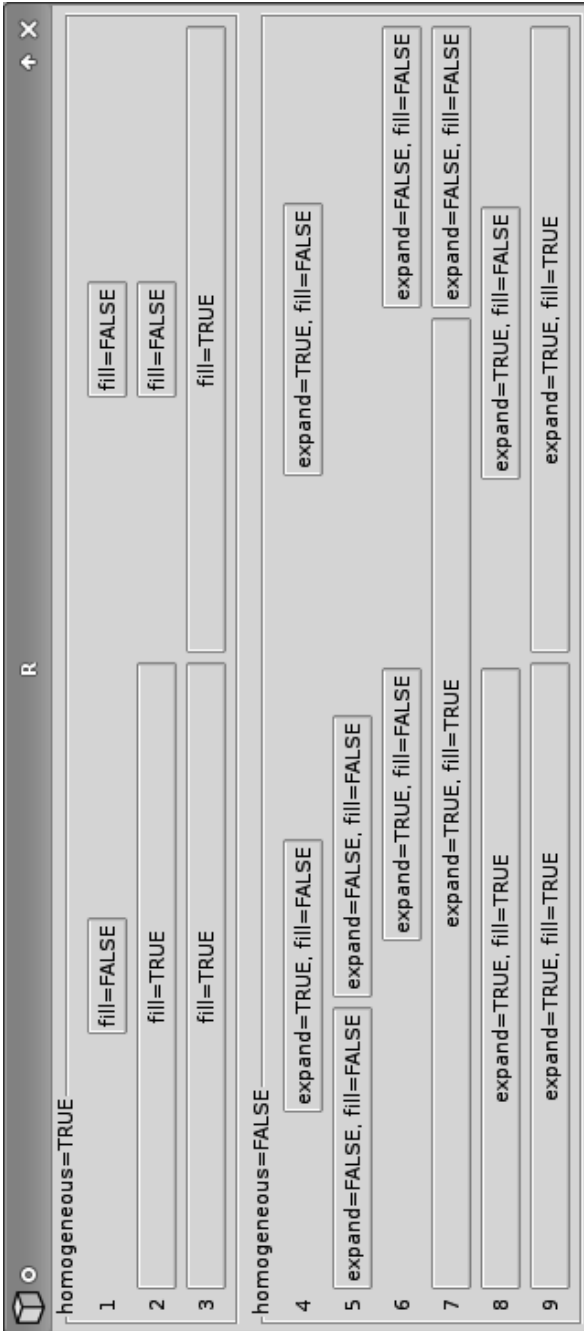 R
homogeneous=TRUE
1 fill=FALSE fill=FALSE
2 fill=TRUE fill=FALSE
3 fill=TRUE fill=TRUE
homogeneous=FALSE
4 expand=TRUE, fill=FALSE expand=TRUE, fill=FALSE
5 expand=FALSE, fill=FALSE expand=FALSE, fill=FALSE
6 expand=TRUE, fill=FALSE expand=FALSE, fill=FALSE
7 expand=TRUE, fill=TRUE expand=FALSE, fill=FALSE
8 expand=TRUE, fill=TRUE expand=TRUE, fill=FALSE
9 expand=TRUE, fill=TRUE expand=TRUE, fill=TRUE